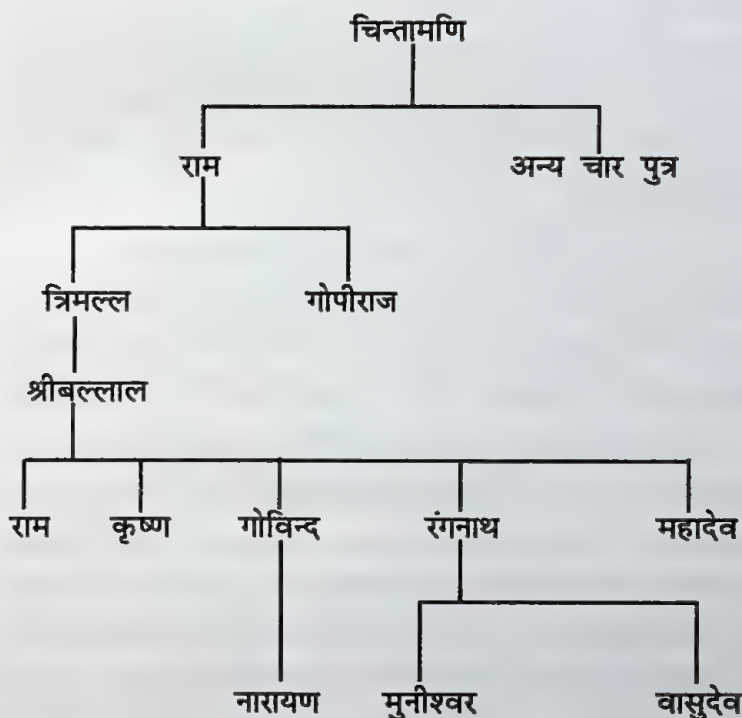 चिन्तामणि
राम अन्य चार पुत्र
त्रिमल्ल गोपीराज
श्रीबल्लाल
राम कृष्ण गोविन्द रंगनाथ महादेव
नारायण मुनीश्वर वासुदेव